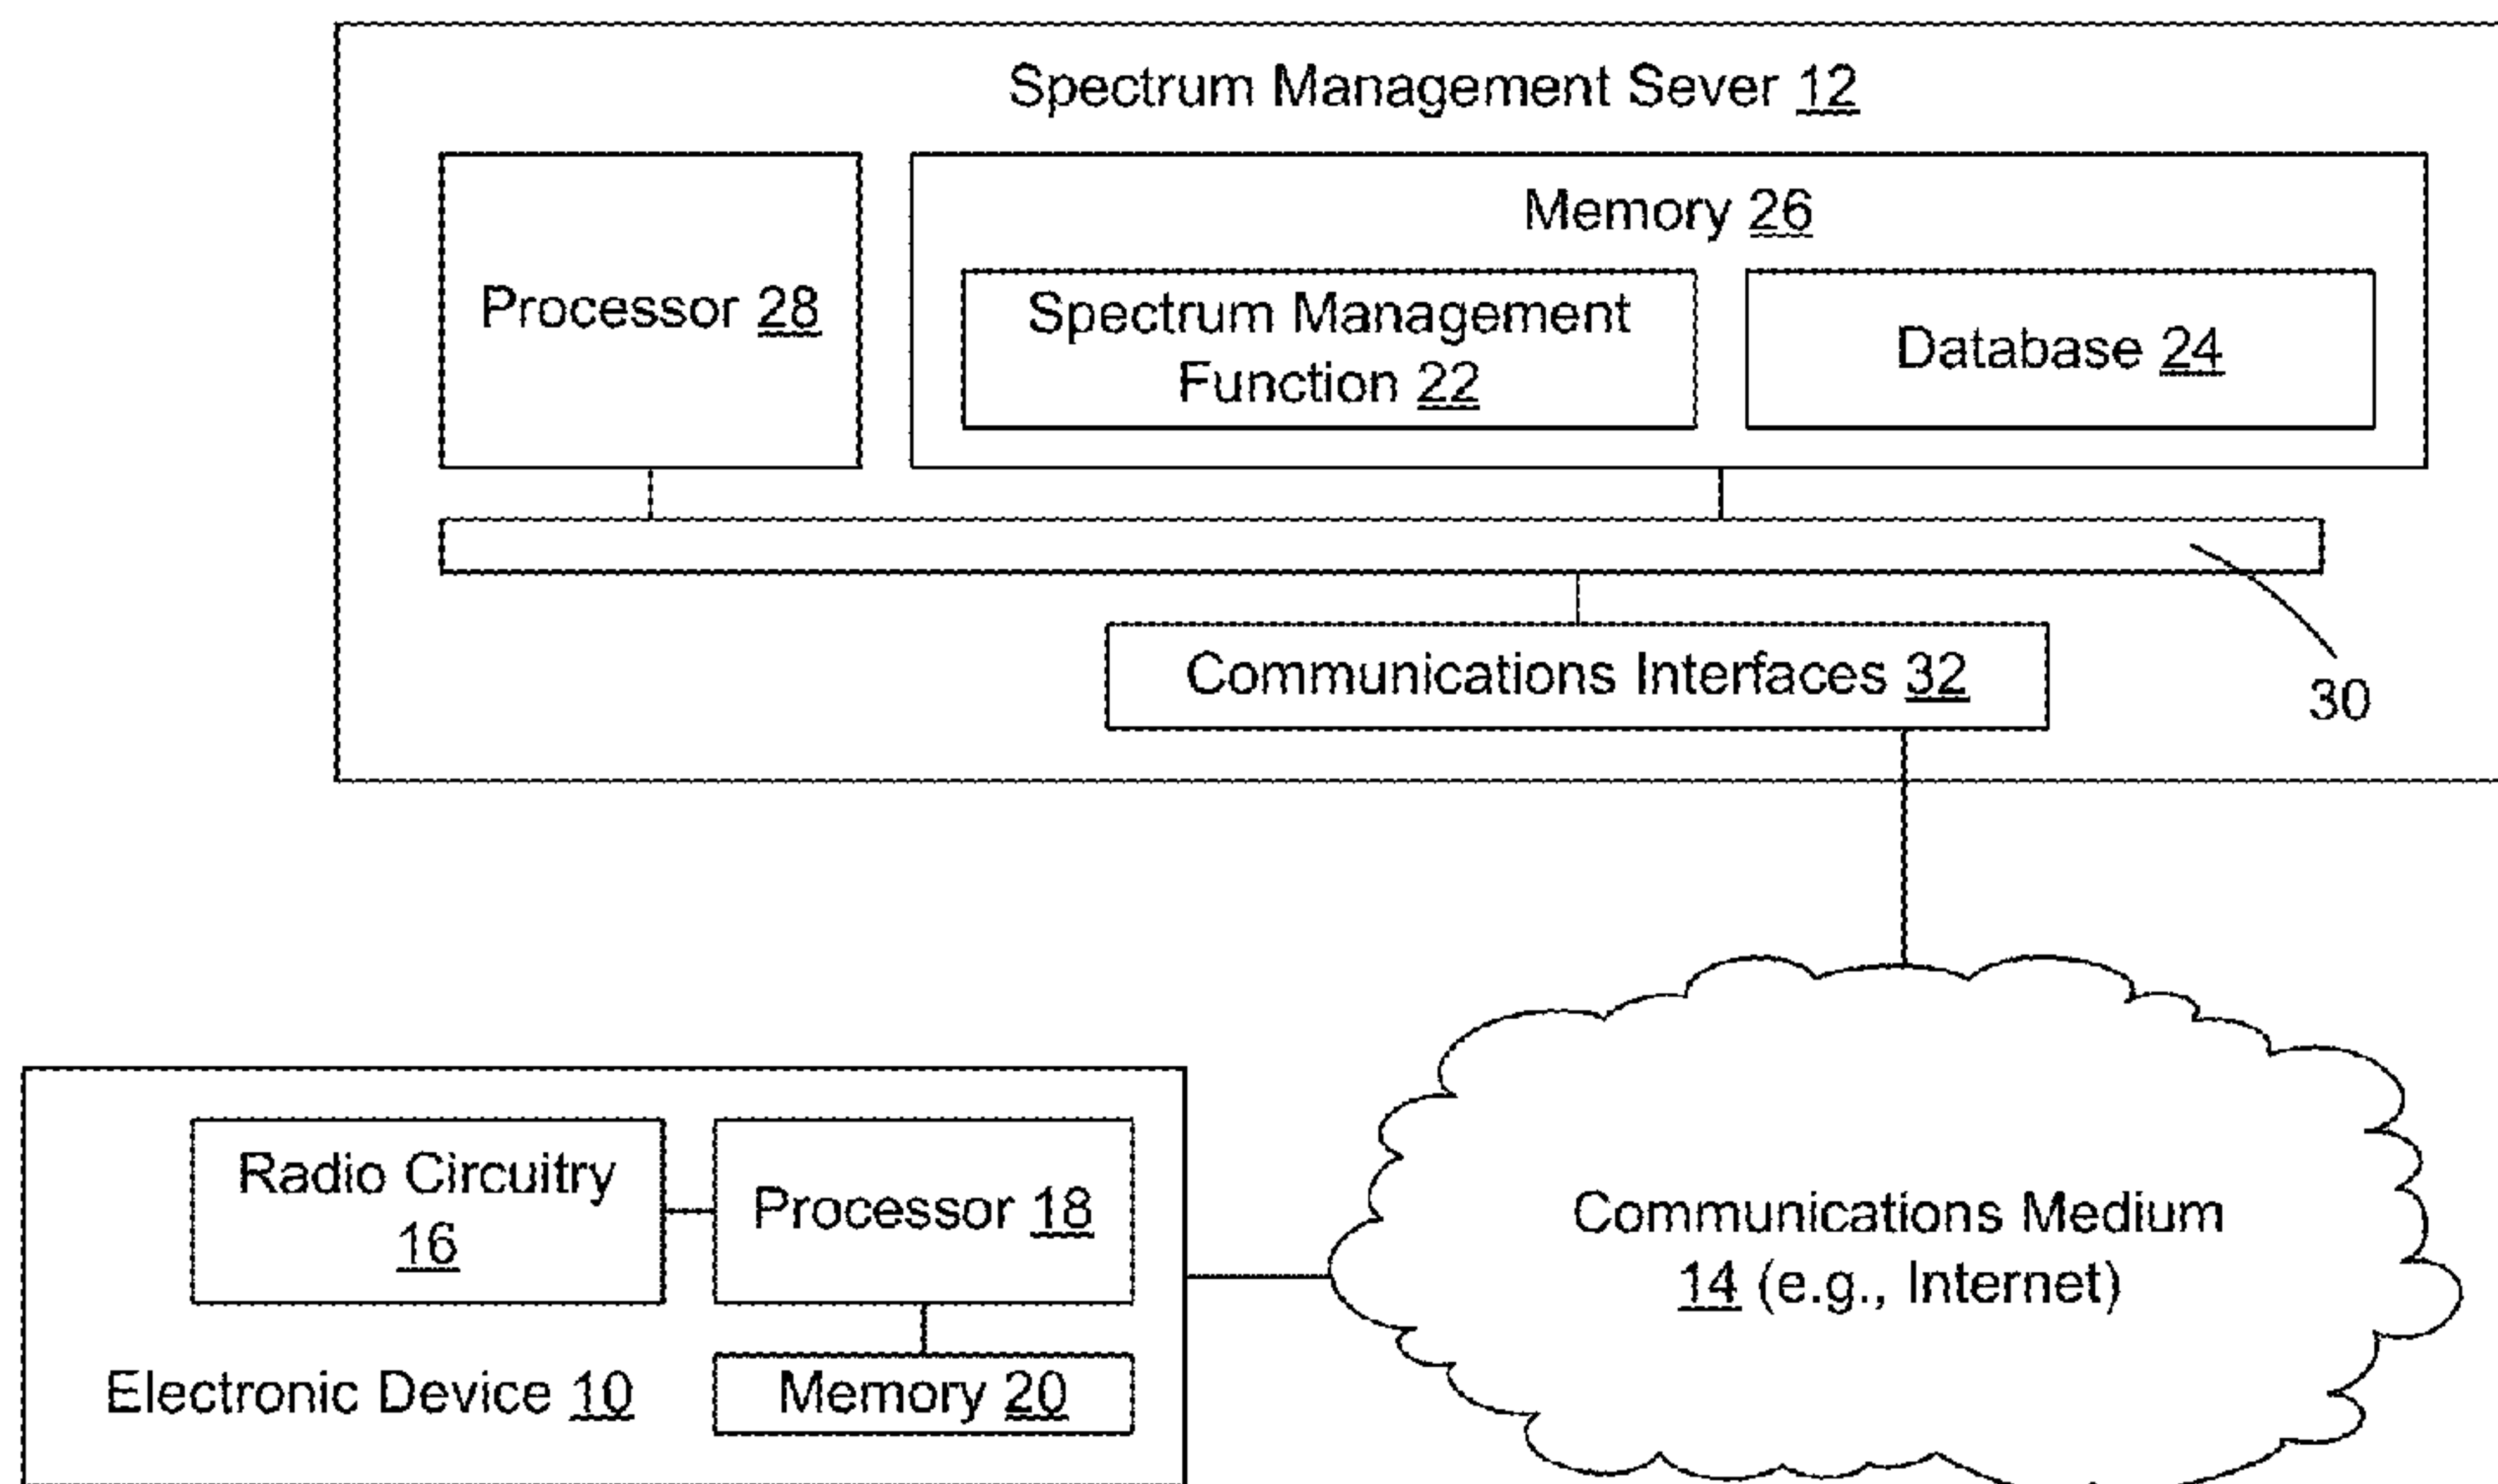 Spectrum Management Sever 12
Processor 28
Memory 26
Spectrum Management
Function 22
Database 24
Communications Interfaces 32
30
Radio Circuitry
16
Processor 18
Electronic Device 10
Memory 20
Communications Medium
14 (e.g., Internet)